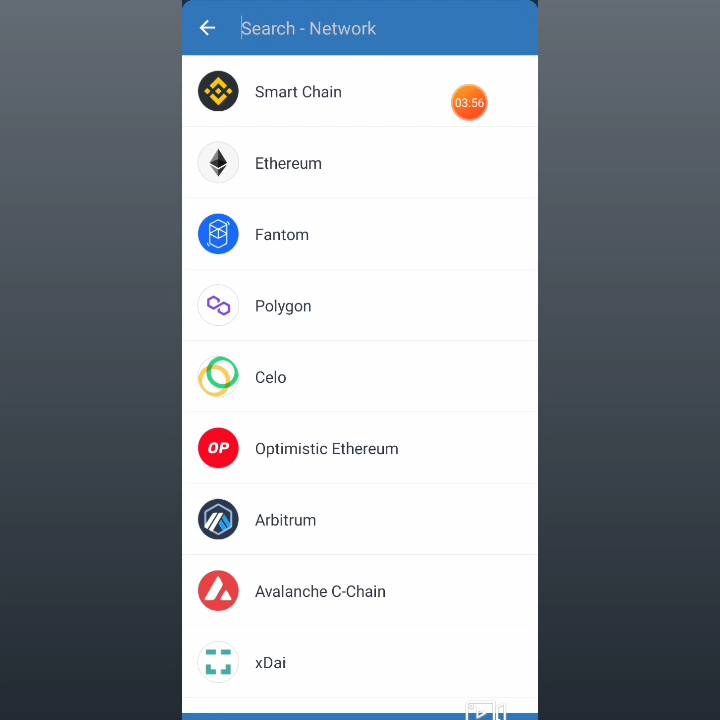 Search - Network
Smart Chain
03:56
Ethereum
Fantom
Polygon
Celo
OP
Optimistic Ethereum
Arbitrum
Avalanche C-Chain
xDai